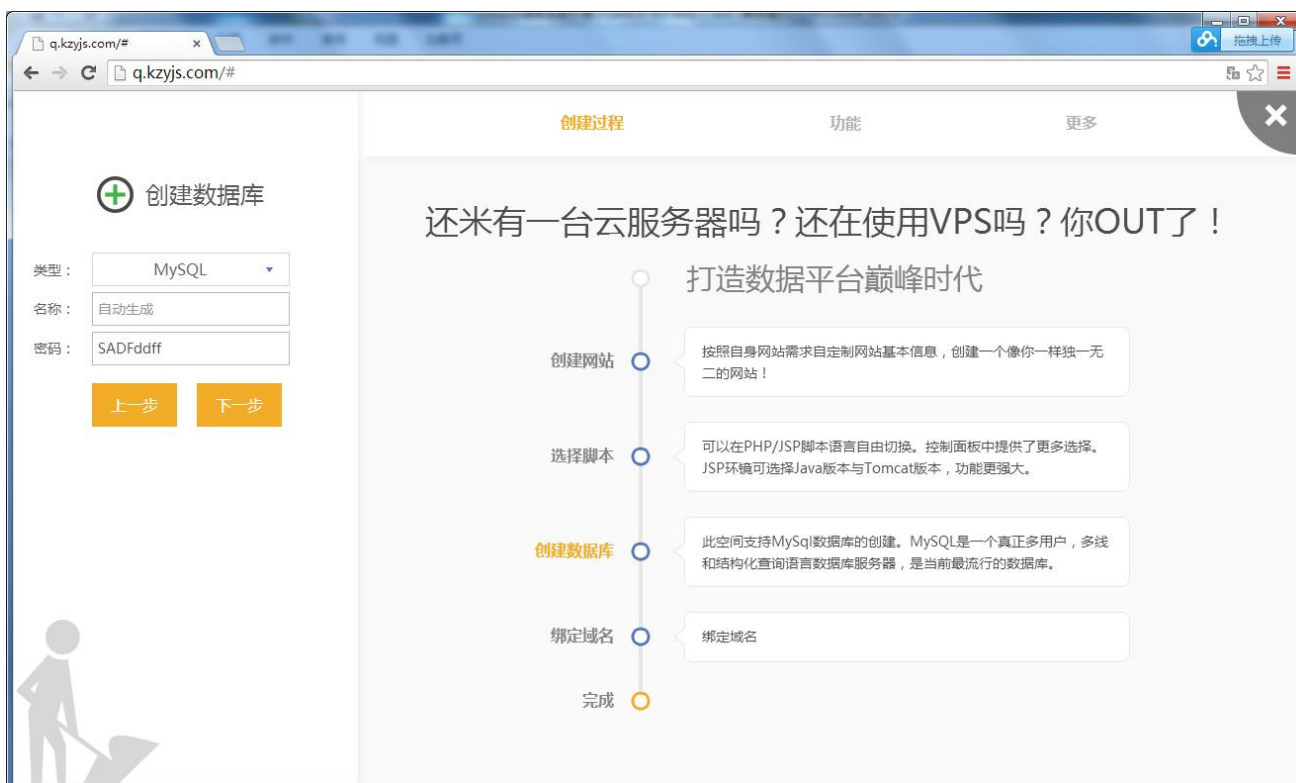 q.kzyjs.com/#
拖拽上传
q.kzyjs.com/#
创建过程 功能 更多
创建数据库
类型： MySQL
名称： 自动生成
密码： SADFddff
上一步 下一步
还米有一台云服务器吗？还在使用VPS吗？你OUT了！
打造数据平台巅峰时代
创建网站
按照自身网站需求自定制网站基本信息，创建一个像你一样独一无
二的网站！
选择脚本
可以在PHP/JSP脚本语言自由切换。控制面板中提供了更多选择。
JSP环境可选择Java版本与Tomcat版本，功能更强大。
创建数据库
此空间支持MySql数据库的创建。MySQL是一个真正多用户，多线
和结构化查询语言数据库服务器，是当前最流行的数据库。
绑定域名
绑定域名
完成